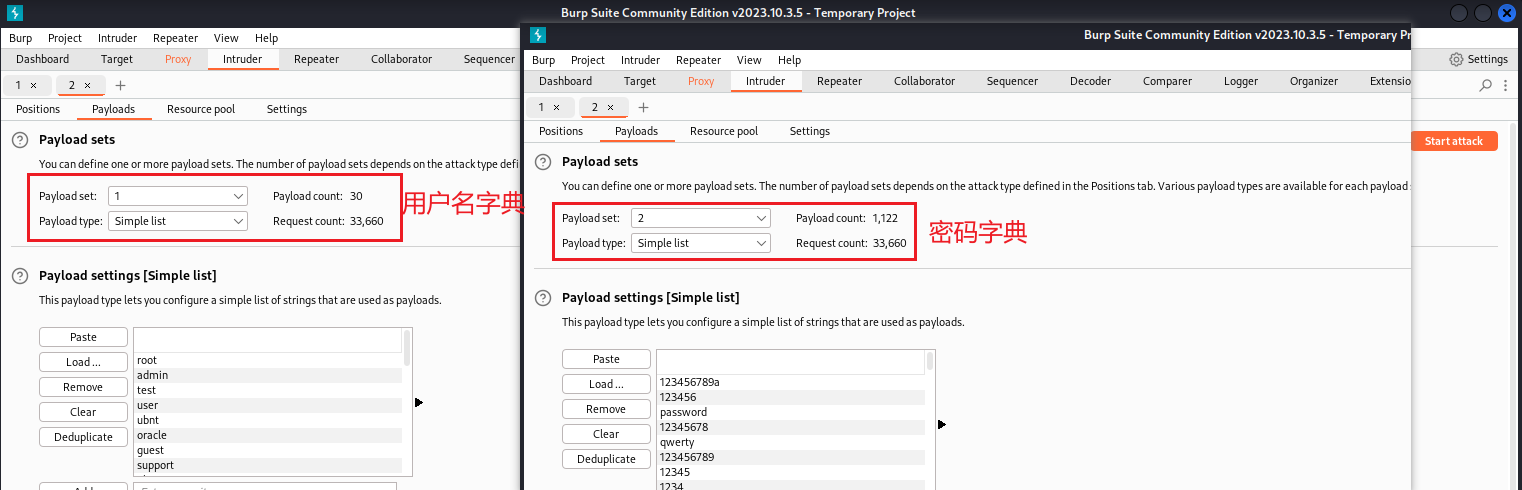 Burp Suite Community Edition v2023.10.3.5 - Temporary Project
Burp Project Intruder Repeater View Help
Dashboard Target Proxy Intruder Repeater Collaborator Sequencer
Settings
1 × 2 × +
Positions Payloads Resource pool Settings
Payload sets
Start attack
You can define one or more payload sets. The number of payload sets depends on the attack type
Payload set: 1 Payload count: 30
Payload type: Simple list Request count: 33,660
用户名字典
Payload settings [Simple list]
This payload type lets you configure a simple list of strings that are used as payloads.
Paste
Load ...
Remove
Clear
Deduplicate
root
admin
test
user
ubnt
oracle
guest
support
Burp Suite Community Edition v2023.10.3.5 - Temporary
Burp Project Intruder Repeater View Help
Dashboard Target Proxy Intruder Repeater Collaborator Sequencer Decoder Comparer Logger Organizer Extensio
1 × 2 × +
Positions Payloads Resource pool Settings
Payload sets
You can define one or more payload sets. The number of payload sets depends on the attack type defined in the Positions tab. Various payload types are available for each payload
Payload set: 2 Payload count: 1,122
Payload type: Simple list Request count: 33,660
密码字典
Payload settings [Simple list]
This payload type lets you configure a simple list of strings that are used as payloads.
Paste
Load ...
Remove
Clear
Deduplicate
123456789a
123456
password
12345678
qwerty
123456789
12345
1234